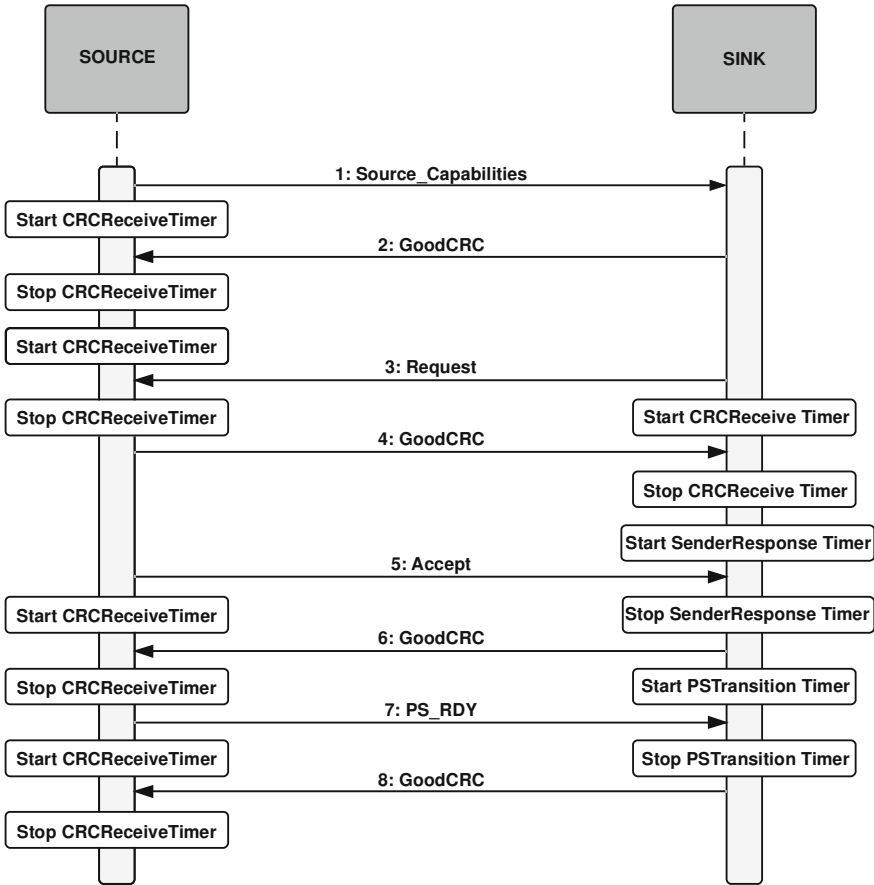 SOURCE
SINK
1: Source_Capabilities
Start CRCReceiveTimer
2: GoodCRC
Stop CRCReceiveTimer
Start CRCReceiveTimer
3: Request
Stop CRCReceiveTimer
Start CRCReceive Timer
4: GoodCRC
Stop CRCReceive Timer
Start SenderResponse Timer
5: Accept
Start CRCReceiveTimer
Stop SenderResponse Timer
6: GoodCRC
Stop CRCReceiveTimer
Start PSTransition Timer
7: PS_RDY
Start CRCReceiveTimer
Stop PSTransition Timer
8: GoodCRC
Stop CRCReceiveTimer